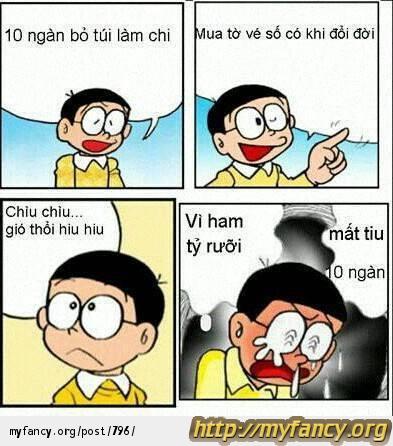 10 ngàn bỏ túi làm chi
Mua tờ vé số có khi đổi đời
Chìu chìu...
gió thổi hiu hiu
Vì ham
tỷ rưỡi
mất tiu
10 ngàn
myfancy.org/post/796/
http://myfancy.org